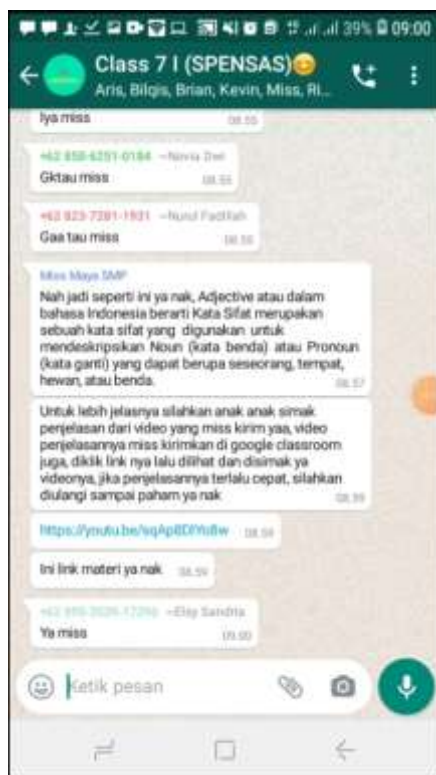 39% 09:00
Class 7 I (SPENSAS)
Aris, Bilqis, Brian, Kevin, Miss, Ri...
Iya miss 08.55
~Novia Dwi
Gktau miss 08.55
~Nurul Fadillah
Gaa tau miss 08.55
Miss Maya SMP
Nah jadi seperti ini ya nak, Adjective atau dalam
bahasa Indonesia berarti Kata Sifat merupakan
sebuah kata sifat yang digunakan untuk
mendeskripsikan Noun (kata benda) atau Pronoun
(kata ganti) yang dapat berupa seseorang, tempat,
hewan, atau benda. 08.57
Untuk lebih jelasnya silahkan anak anak simak
penjelasan dari video yang miss kirim yaa, video
penjelasannya miss kirimkan di google classroom
juga, diklik link nya lalu dilihat dan disimak ya
videonya, jika penjelasannya terlalu cepat, silahkan
diulangi sampai paham ya nak 08.59
08.59
Ini link materi ya nak 08.59
Ya miss 09.00
Ketik pesan